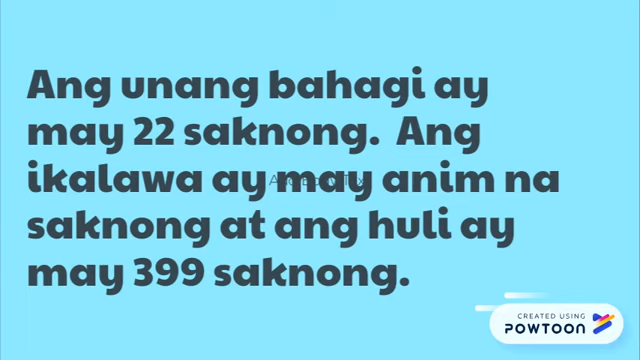 Ang unang bahagi ay
may 22 saknong.  Ang
ikalawa ay may anim na
saknong at ang huli ay
may 399 saknong.
CREATED USING
POWTOON